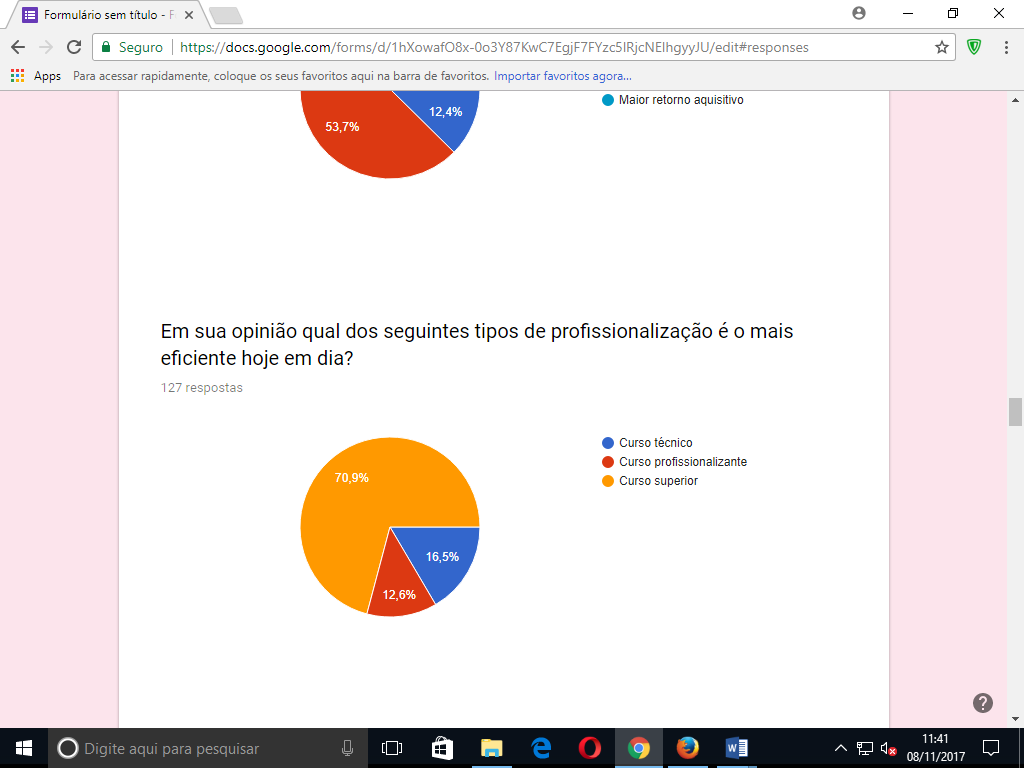 Formulário sem título - F
Seguro
https://docs.google.com/forms/d/1hXowafO8x-0o3Y87KwC7EgjF7FYzc5lRjcNElhgyyJU/edit#responses
Apps Para acessar rapidamente, coloque os seus favoritos aqui na barra de favoritos. Importar favoritos agora...
Maior retorno aquisitivo
12,4%
53,7%
Em sua opinião qual dos seguintes tipos de profissionalização é o mais
eficiente hoje em dia?
127 respostas
Curso técnico
Curso profissionalizante
Curso superior
70,9%
16,5%
12,6%
Digite aqui para pesquisar
11:41
08/11/2017